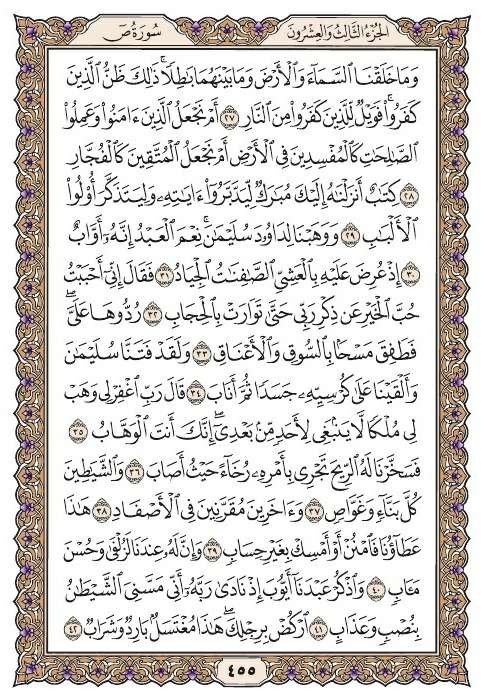 الجزء الثالث والعشرون
سورة ص
وَمَا خَلَقْنَا ٱلسَّمَآءَ وَٱلْأَرْضَ وَمَا بَيْنَهُمَا بَٰطِلًا ۚ ذَٰلِكَ ظَنُّ ٱلَّذِينَ
كَفَرُوا۟ ۚ فَوَيْلٌ لِّلَّذِينَ كَفَرُوا۟ مِنَ ٱلنَّارِ ٢٧ أَمْ نَجْعَلُ ٱلَّذِينَ ءَامَنُوا۟ وَعَمِلُوا۟
ٱلصَّٰلِحَٰتِ كَٱلْمُفْسِدِينَ فِى ٱلْأَرْضِ أَمْ نَجْعَلُ ٱلْمُتَّقِينَ كَٱلْفُجَّارِ
٢٨ كِتَٰبٌ أَنزَلْنَٰهُ إِلَيْكَ مُبَٰرَكٌ لِّيَدَّبَّرُوٓا۟ ءَايَٰتِهِۦ وَلِيَتَذَكَّرَ أُو۟لُوا۟
ٱلْأَلْبَٰبِ ٢٩ وَوَهَبْنَا لِدَاوُۥدَ سُلَيْمَٰنَ ۚ نِعْمَ ٱلْعَبْدُ ۖ إِنَّهُۥٓ أَوَّابٌ
٣٠ إِذْ عُرِضَ عَلَيْهِ بِٱلْعَشِىِّ ٱلصَّٰفِنَٰتُ ٱلْجِيَادُ ٣١ فَقَالَ إِنِّىٓ أَحْبَبْتُ
حُبَّ ٱلْخَيْرِ عَن ذِكْرِ رَبِّى حَتَّىٰ تَوَارَتْ بِٱلْحِجَابِ ٣٢ رُدُّوهَا عَلَىَّ ۖ
فَطَفِقَ مَسْحًۢا بِٱلسُّوقِ وَٱلْأَعْنَاقِ ٣٣ وَلَقَدْ فَتَنَّا سُلَيْمَٰنَ
وَأَلْقَيْنَا عَلَىٰ كُرْسِيِّهِۦ جَسَدًا ثُمَّ أَنَابَ ٣٤ قَالَ رَبِّ ٱغْفِرْ لِى وَهَبْ
لِى مُلْكًا لَّا يَنۢبَغِى لِأَحَدٍ مِّنۢ بَعْدِىٓ ۖ إِنَّكَ أَنتَ ٱلْوَهَّابُ ٣٥
فَسَخَّرْنَا لَهُ ٱلرِّيحَ تَجْرِى بِأَمْرِهِۦ رُخَآءً حَيْثُ أَصَابَ ٣٦ وَٱلشَّيَٰطِينَ
كُلَّ بَنَّآءٍ وَغَوَّاصٍ ٣٧ وَءَاخَرِينَ مُقَرَّنِينَ فِى ٱلْأَصْفَادِ ٣٨ هَٰذَا
عَطَآؤُنَا فَٱمْنُنْ أَوْ أَمْسِكْ بِغَيْرِ حِسَابٍ ٣٩ وَإِنَّ لَهُۥ عِندَنَا لَزُلْفَىٰ وَحُسْنَ
مَـَٔابٍ ٤٠ وَٱذْكُرْ عَبْدَنَآ أَيُّوبَ إِذْ نَادَىٰ رَبَّهُۥٓ أَنِّى مَسَّنِىَ ٱلشَّيْطَٰنُ
بِنُصْبٍ وَعَذَابٍ ٤١ ٱرْكُضْ بِرِجْلِكَ ۖ هَٰذَا مُغْتَسَلٌۢ بَارِدٌ وَشَرَابٌ ٤٢
٤٥٥